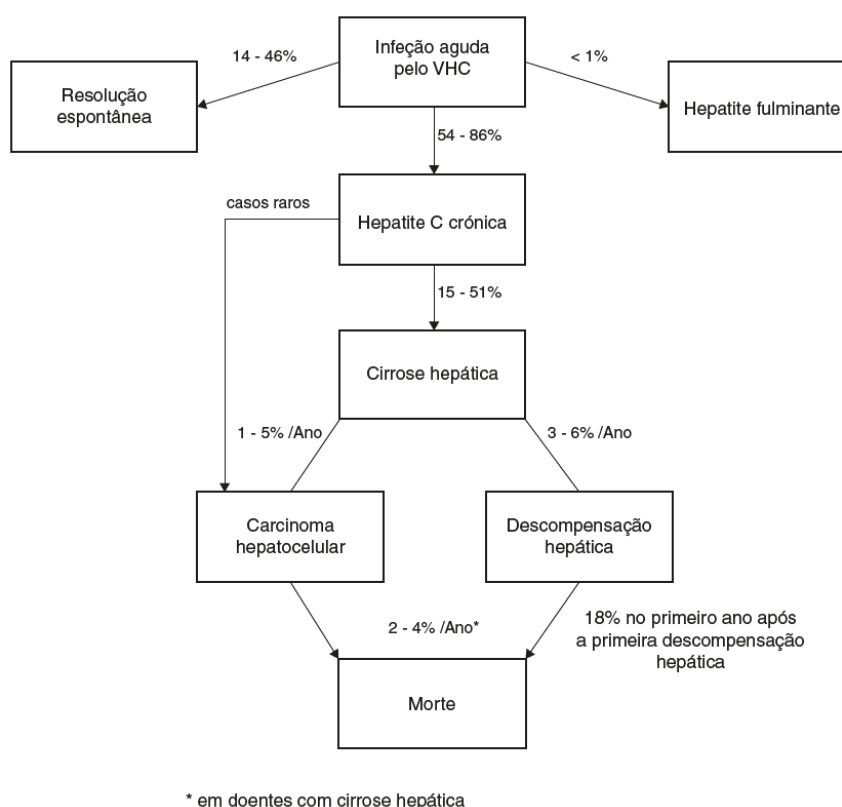 Infeção aguda
pelo VHC
14 - 46%
< 1%
Resolução
espontânea
Hepatite fulminante
54 - 86%
casos raros
Hepatite C crónica
15 - 51%
Cirrose hepática
1 - 5% /Ano
3 - 6% /Ano
Carcinoma
hepatocelular
Descompensação
hepática
2 - 4% /Ano*
18% no primeiro ano após
a primeira descompensação
hepática
Morte
* em doentes com cirrose hepática